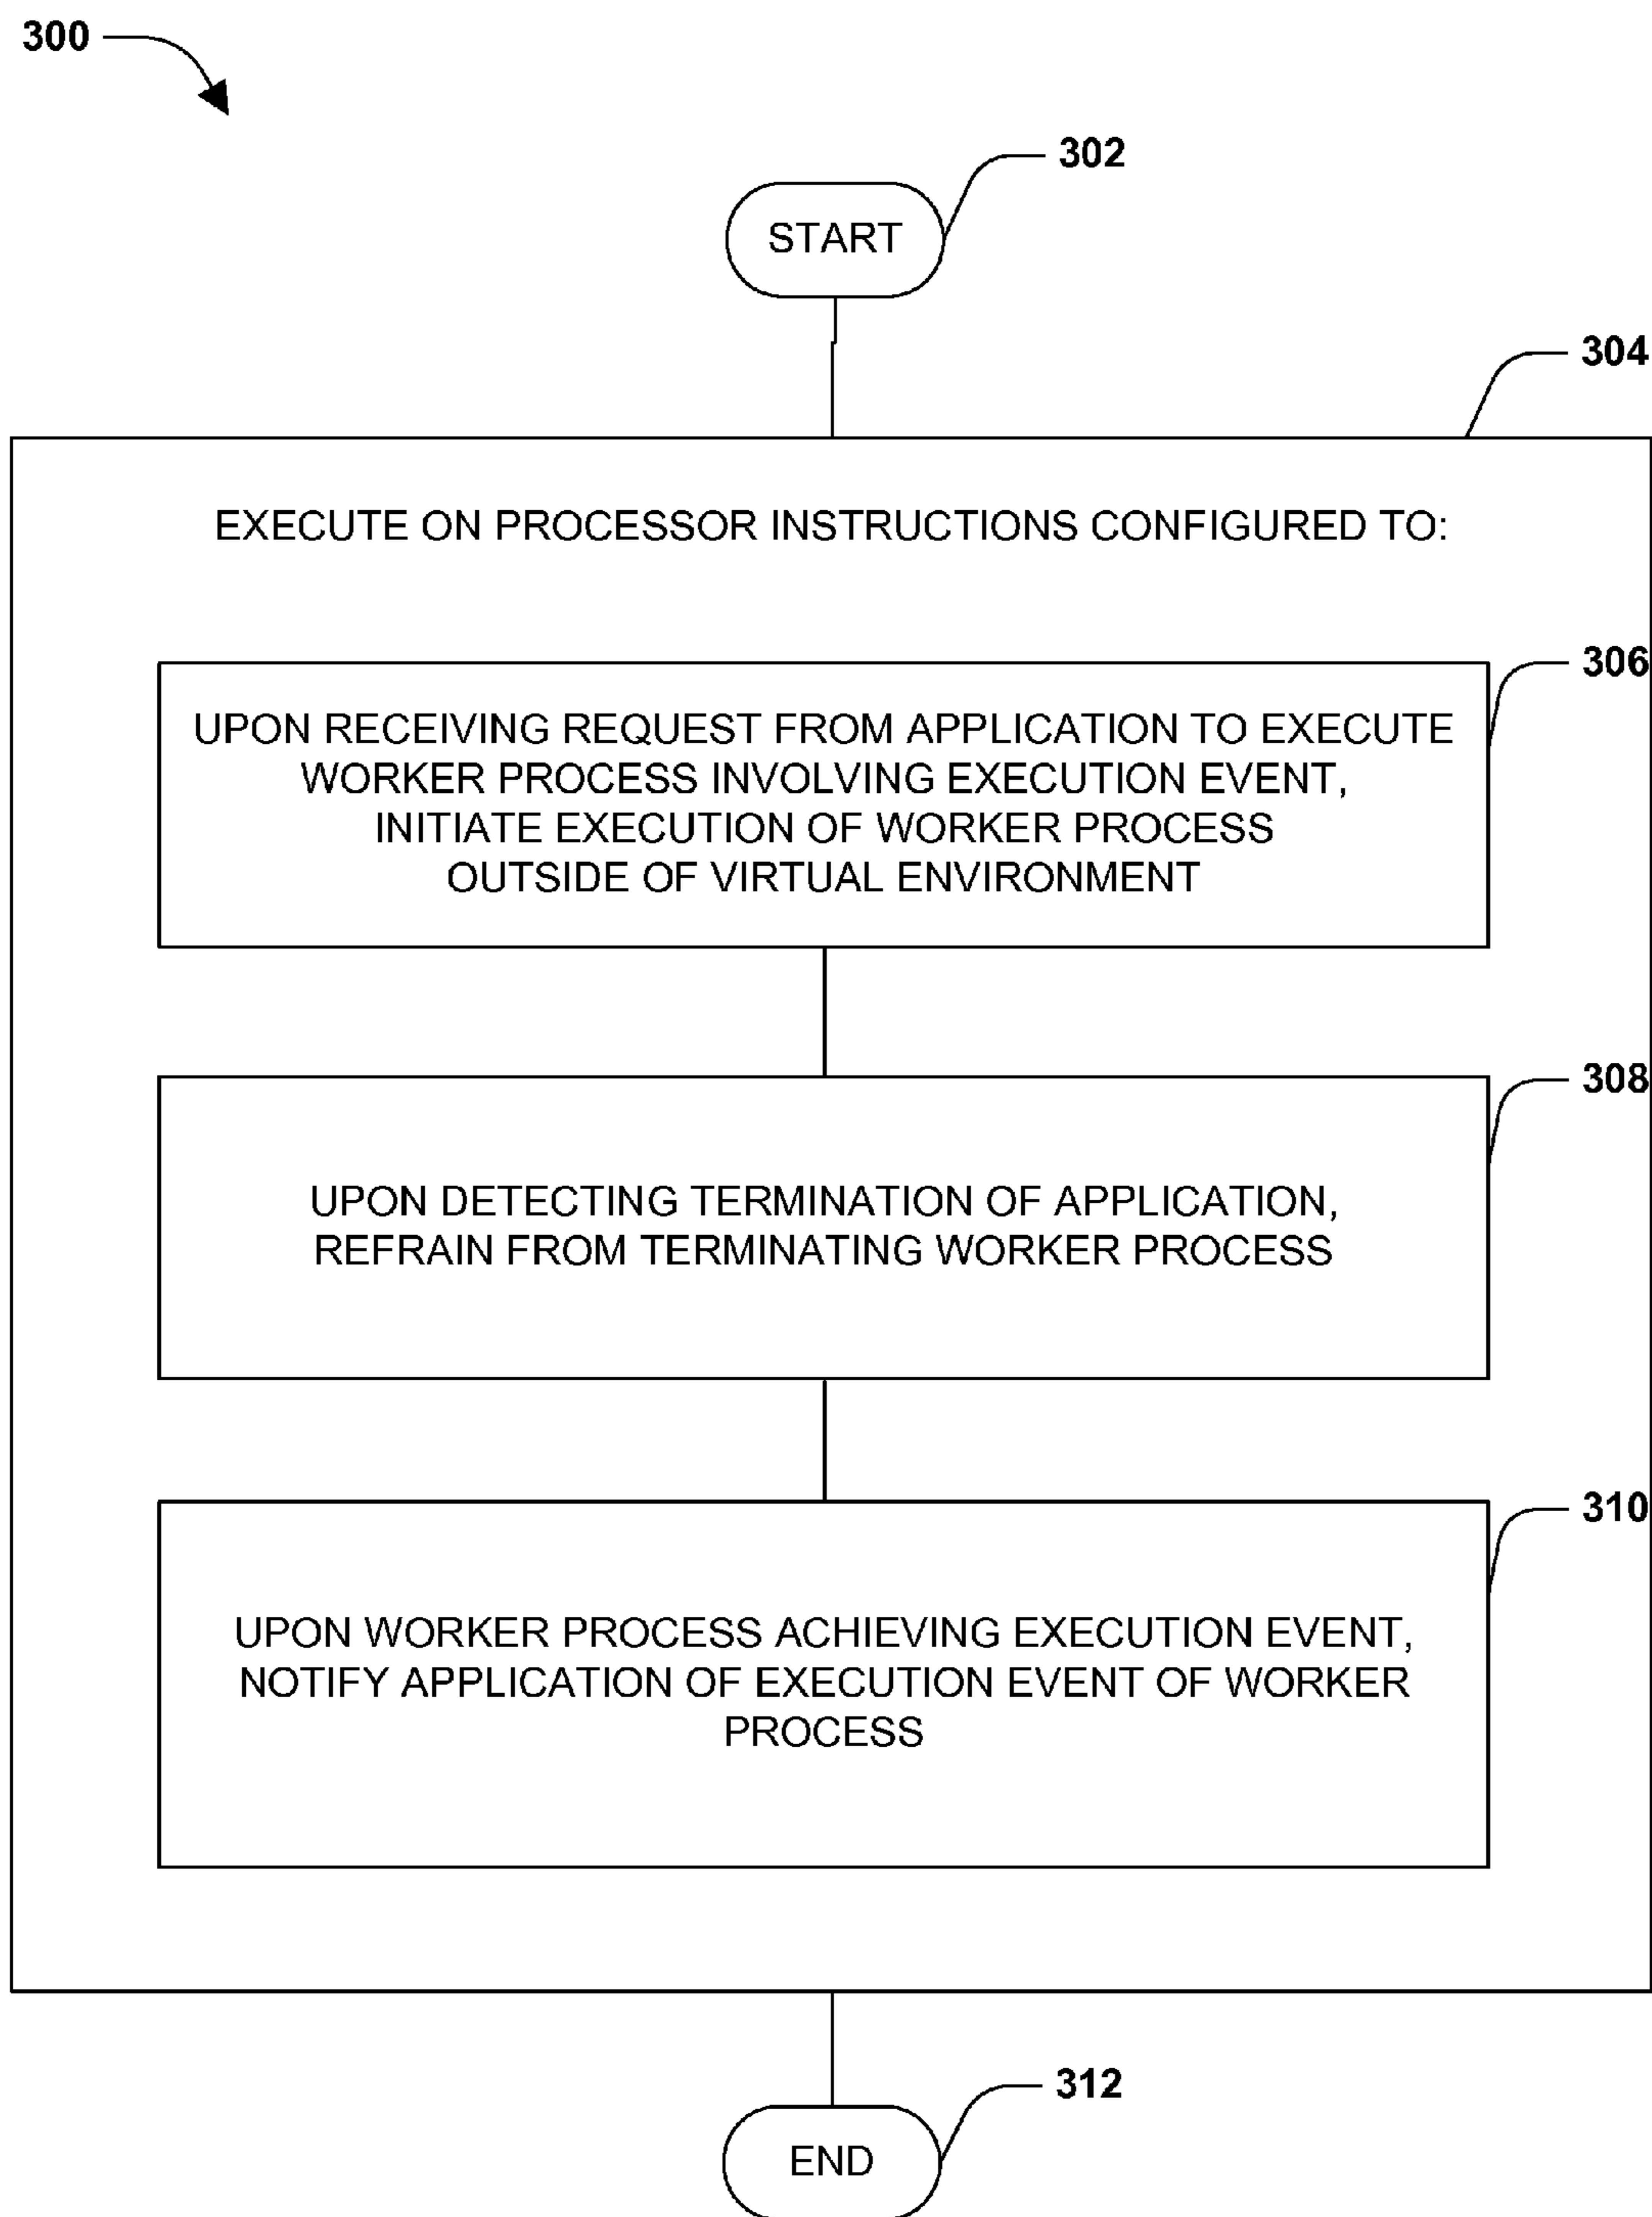 300
302
START
304
EXECUTE ON PROCESSOR INSTRUCTIONS CONFIGURED TO:
306
UPON RECEIVING REQUEST FROM APPLICATION TO EXECUTE
WORKER PROCESS INVOLVING EXECUTION EVENT,
INITIATE EXECUTION OF WORKER PROCESS
OUTSIDE OF VIRTUAL ENVIRONMENT
308
UPON DETECTING TERMINATION OF APPLICATION,
REFRAIN FROM TERMINATING WORKER PROCESS
310
UPON WORKER PROCESS ACHIEVING EXECUTION EVENT,
NOTIFY APPLICATION OF EXECUTION EVENT OF WORKER
PROCESS
312
END